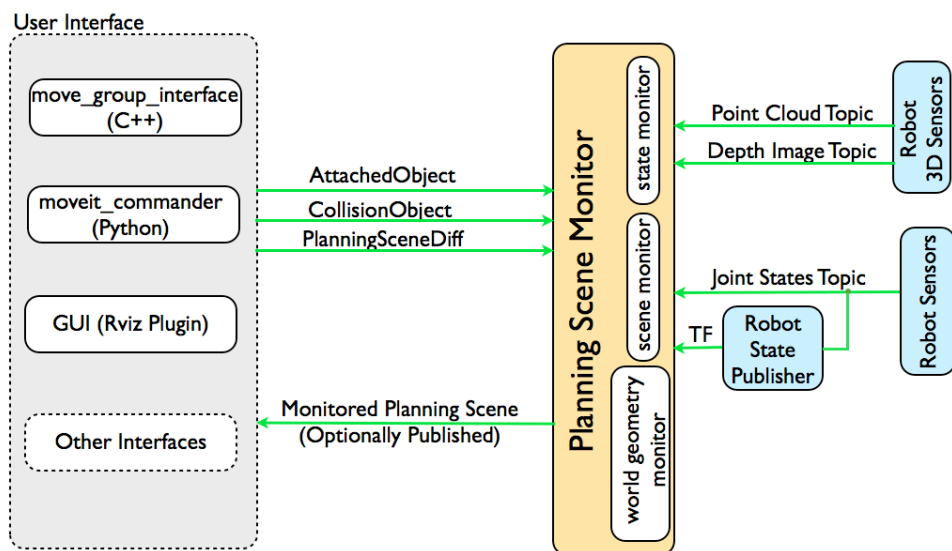 User Interface
move_group_interface
(C++)
moveit_commander
(Python)
GUI (Rviz Plugin)
Other Interfaces
AttachedObject
CollisionObject
PlanningSceneDiff
Monitored Planning Scene
(Optionally Published)
Planning Scene Monitor
state monitor
scene monitor
world geometry
monitor
Point Cloud Topic
Depth Image Topic
Joint States Topic
TF
Robot
State
Publisher
Robot
3D Sensors
Robot Sensors